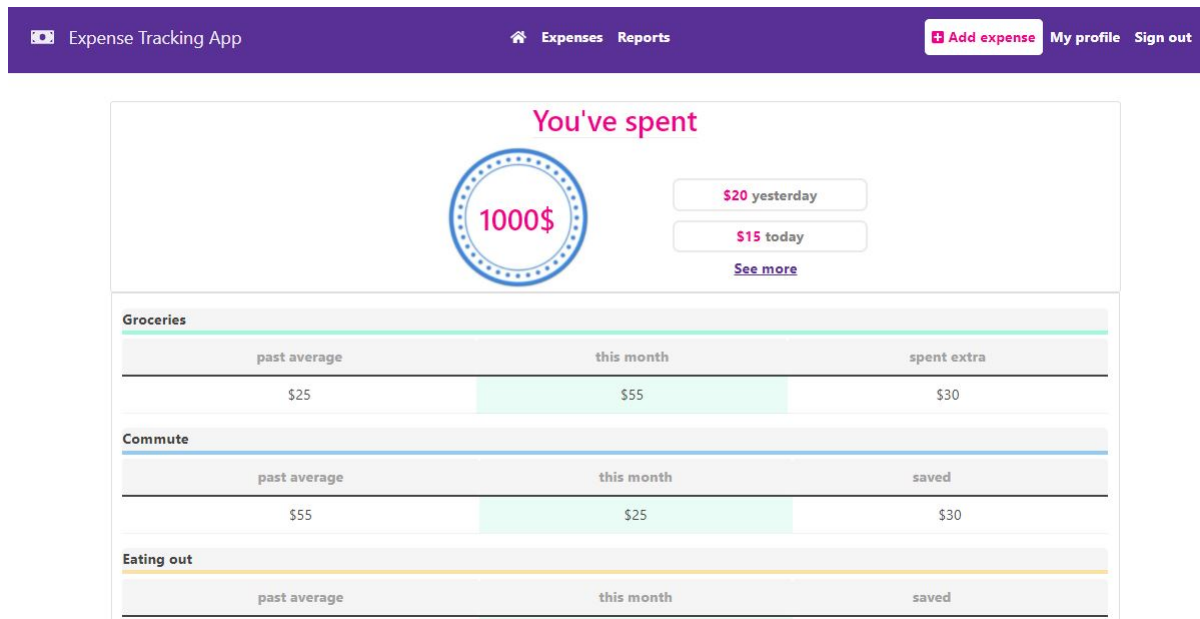 Expense Tracking App Expenses Reports Add expense My profile Sign out
You've spent
1000$
$20 yesterday
$15 today
See more
Groceries
past average this month spent extra
$25 $55 $30
Commute
past average this month saved
$55 $25 $30
Eating out
past average this month saved